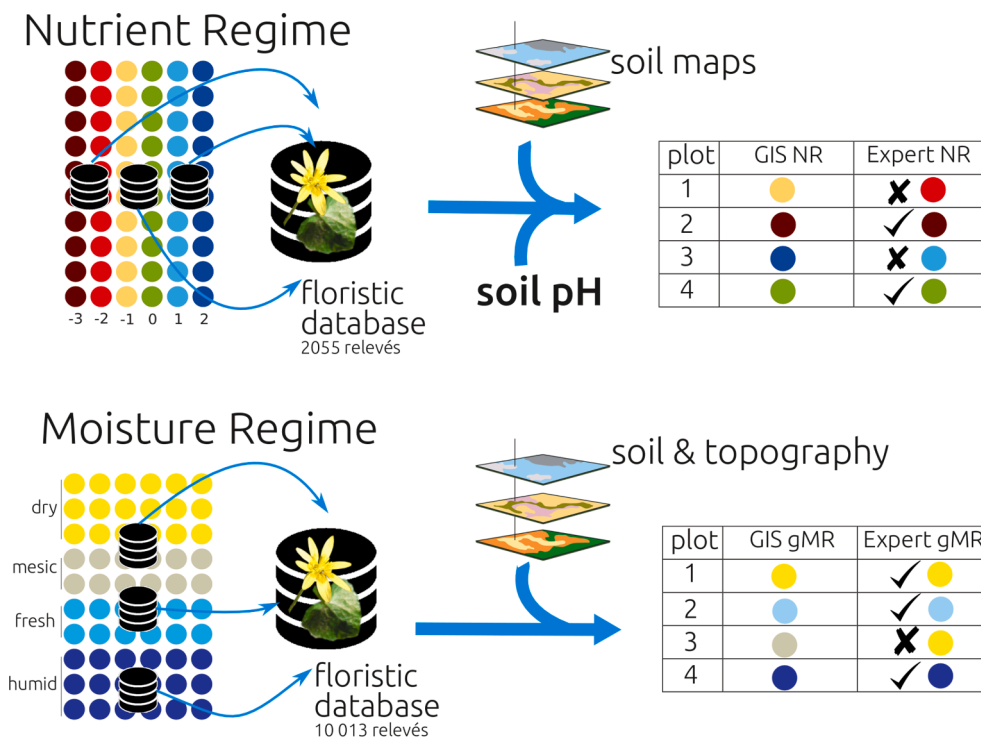 Nutrient Regime
-3 -2 -1 0 1 2
floristic
database
2055 relevés
soil maps
soil pH
plot GIS NR Expert NR
1 ✘
2 ✓
3 ✘
4 ✓
Moisture Regime
dry
mesic
fresh
humid
floristic
database
10 013 relevés
soil & topography
plot GIS gMR Expert gMR
1 ✓
2 ✓
3 ✘
4 ✓